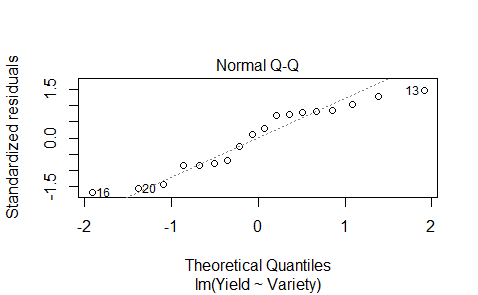 Normal Q-Q
Standardized residuals
1.5
0.0
-1.5
13
20
16
-2
-1
0
1
2
Theoretical Quantiles
lm(Yield ~ Variety)